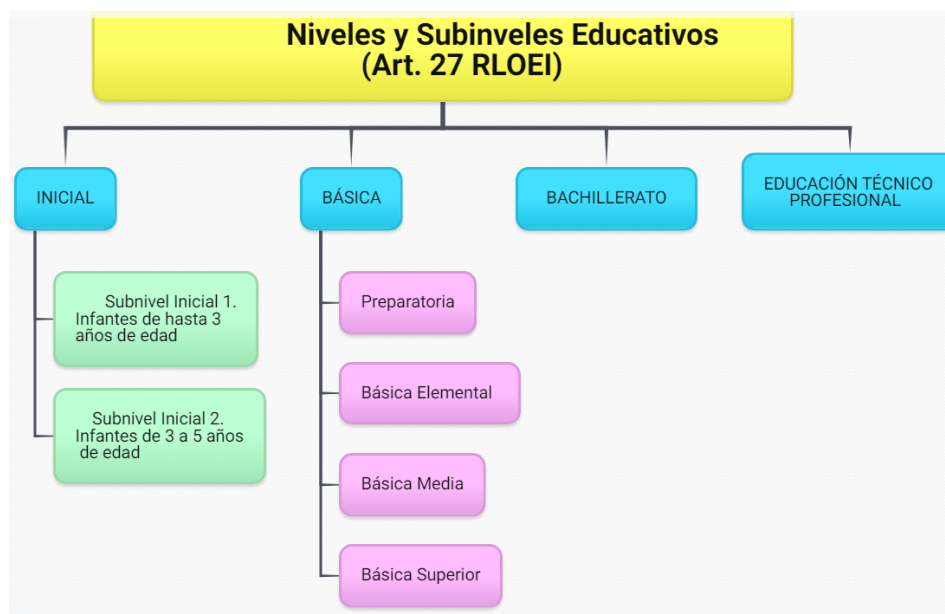 Niveles y Subinveles Educativos
(Art. 27 RLOEI)
INICIAL
BÁSICA
BACHILLERATO
EDUCACIÓN TÉCNICO
PROFESIONAL
Subnivel Inicial 1.
Infantes de hasta 3
años de edad
Subnivel Inicial 2.
Infantes de 3 a 5 años
de edad
Preparatoria
Básica Elemental
Básica Media
Básica Superior